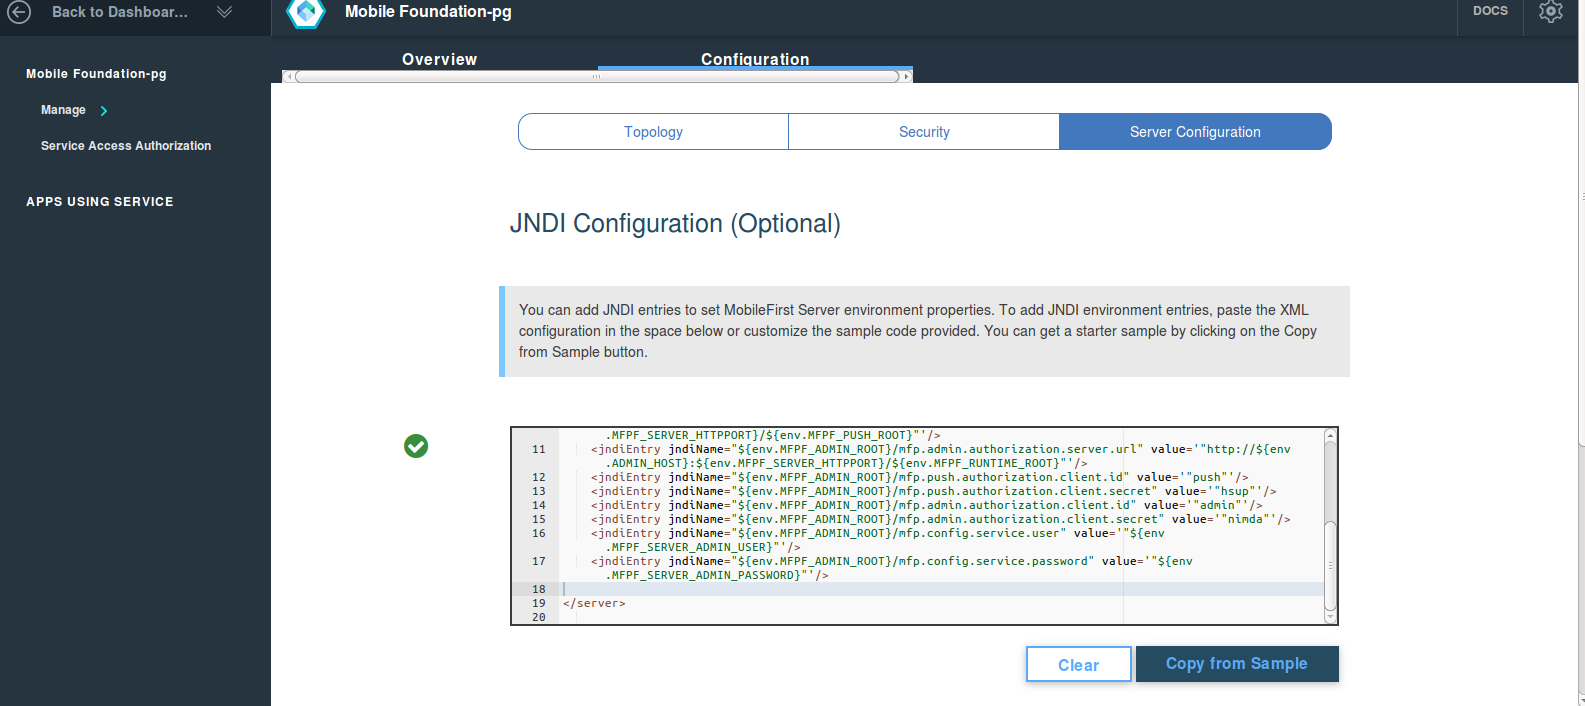 Back to Dashboar...
Mobile Foundation-pg
DOCS
Overview
Configuration
Mobile Foundation-pg
Manage
Service Access Authorization
APPS USING SERVICE
Topology
Security
Server Configuration
JNDI Configuration (Optional)
You can add JNDI entries to set MobileFirst Server environment properties. To add JNDI environment entries, paste the XML
configuration in the space below or customize the sample code provided. You can get a starter sample by clicking on the Copy
from Sample button.
.MFPF_SERVER_HTTPPORT}/${env.MFPF_PUSH_ROOT}"'/>
11 <jndiEntry jndiName="${env.MFPF_ADMIN_ROOT}/mfp.admin.authorization.server.url" value='"http://${env
.ADMIN_HOST}:${env.MFPF_SERVER_HTTPPORT}/${env.MFPF_RUNTIME_ROOT}"'/>
12 <jndiEntry jndiName="${env.MFPF_ADMIN_ROOT}/mfp.push.authorization.client.id" value='"push"'/>
13 <jndiEntry jndiName="${env.MFPF_ADMIN_ROOT}/mfp.push.authorization.client.secret" value='"hsup"'/>
14 <jndiEntry jndiName="${env.MFPF_ADMIN_ROOT}/mfp.admin.authorization.client.id" value='"admin"'/>
15 <jndiEntry jndiName="${env.MFPF_ADMIN_ROOT}/mfp.admin.authorization.client.secret" value='"nimda"'/>
16 <jndiEntry jndiName="${env.MFPF_ADMIN_ROOT}/mfp.config.service.user" value='"${env
.MFPF_SERVER_ADMIN_USER}"'/>
17 <jndiEntry jndiName="${env.MFPF_ADMIN_ROOT}/mfp.config.service.password" value='"${env
.MFPF_SERVER_ADMIN_PASSWORD}"'/>
18
19 </server>
20
Clear
Copy from Sample